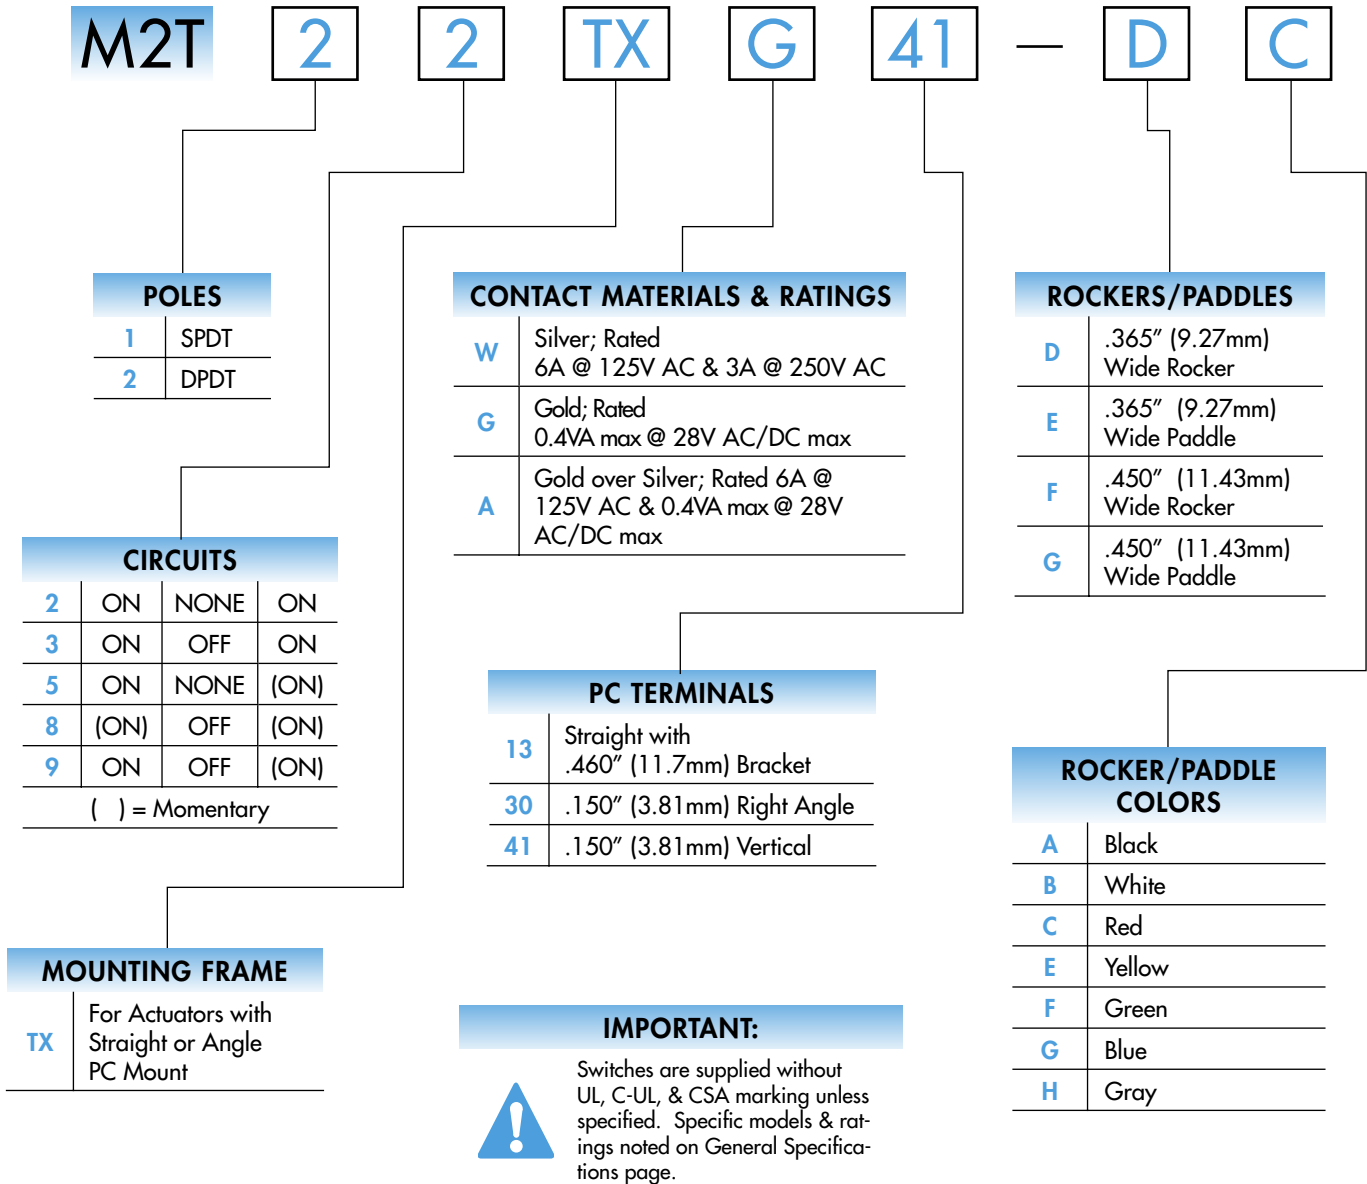 M2T 2 2 TX G 41 — D C
POLES
1 SPDT
2 DPDT
CIRCUITS
2 ON NONE ON
3 ON OFF ON
5 ON NONE (ON)
8 (ON) OFF (ON)
9 ON OFF (ON)
( ) = Momentary
MOUNTING FRAME
TX For Actuators with
Straight or Angle
PC Mount
CONTACT MATERIALS & RATINGS
W Silver; Rated
6A @ 125V AC & 3A @ 250V AC
G Gold; Rated
0.4VA max @ 28V AC/DC max
A Gold over Silver; Rated 6A @
125V AC & 0.4VA max @ 28V
AC/DC max
PC TERMINALS
13 Straight with
.460” (11.7mm) Bracket
30 .150” (3.81mm) Right Angle
41 .150” (3.81mm) Vertical
IMPORTANT:
Switches are supplied without
UL, C-UL, & CSA marking unless
specified. Specific models & rat-
ings noted on General Specifica-
tions page.
ROCKERS/PADDLES
D .365” (9.27mm)
Wide Rocker
E .365” (9.27mm)
Wide Paddle
F .450” (11.43mm)
Wide Rocker
G .450” (11.43mm)
Wide Paddle
ROCKER/PADDLE
COLORS
A Black
B White
C Red
E Yellow
F Green
G Blue
H Gray